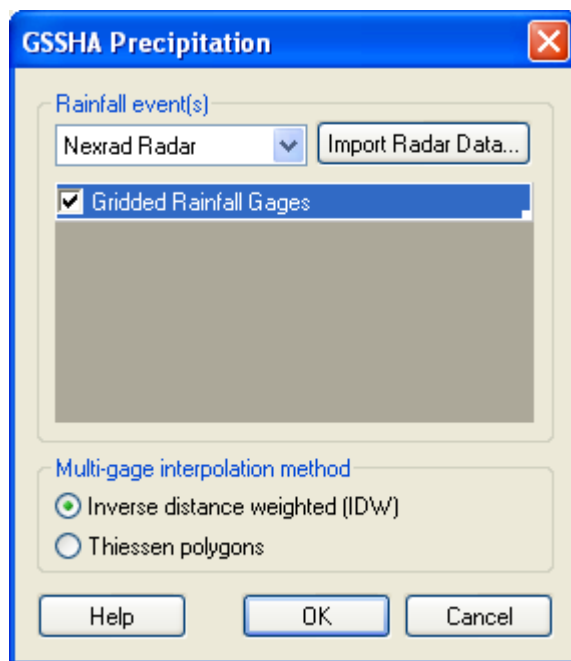 GSSHA Precipitation
Rainfall event(s)
Nexrad Radar
Import Radar Data...
Gridded Rainfall Gages
Multi-gage interpolation method
Inverse distance weighted (IDW)
Thiessen polygons
Help
OK
Cancel